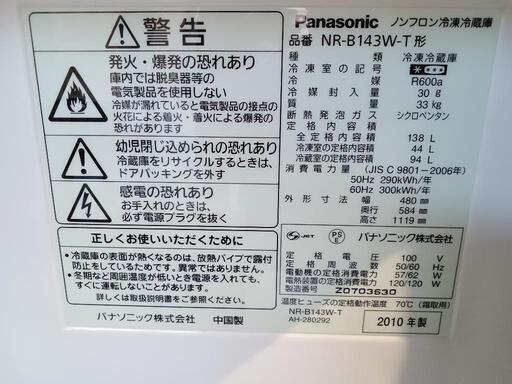 ⚠警告
発火・爆発の恐れあり
庫内では脱臭器等の
電気製品を使用しない
冷媒が漏れていると電気製品の接点の
火花による着火・着火による爆発の
恐れあり
幼児閉じ込められの恐れあり
冷蔵庫をリサイクルするときは、
ドアパッキングを外す
感電の恐れあり
お手入れのときは、
必ず電源プラグを抜く
正しくお使いいただくために
●冷蔵庫の表面が熱くなるのは、放熱パイプで露付
防止をしているためで、異常ではありません。
●冬期など周囲温度が低いとき電源を入れても、
すぐに運転しないことがあります。
詳しくは取扱説明書をご参照ください。
パナソニック株式会社 中国製
Panasonic ノンフロン冷凍冷蔵庫
品番 NR-B143W-T形
種類 冷凍冷蔵庫
冷凍室の記号
冷媒 R600a
冷媒封入量 30 g
質量 33 kg
断熱発泡ガス シクロペンタン
定格内容積
全定格内容積 138 L
冷凍室の定格内容積 44 L
冷蔵室の定格内容積 94 L
消費電力量 (JIS C 9801-2006年)
50Hz 290kWh/年
60Hz 300kWh/年
外形寸法 幅 480 mm
奥行 584 mm
高さ 1119 mm
JET PS E パナソニック株式会社
定格電圧 100 V
定格周波数 50/60 Hz
電動機の定格消費電力 57/62 W
電熱装置の定格消費電力 120/120 W
製造番号 Z0703630
温度ヒューズの定格動作温度 70℃ (霜取用)
NR-B143W-T
AH-280292
2010年製